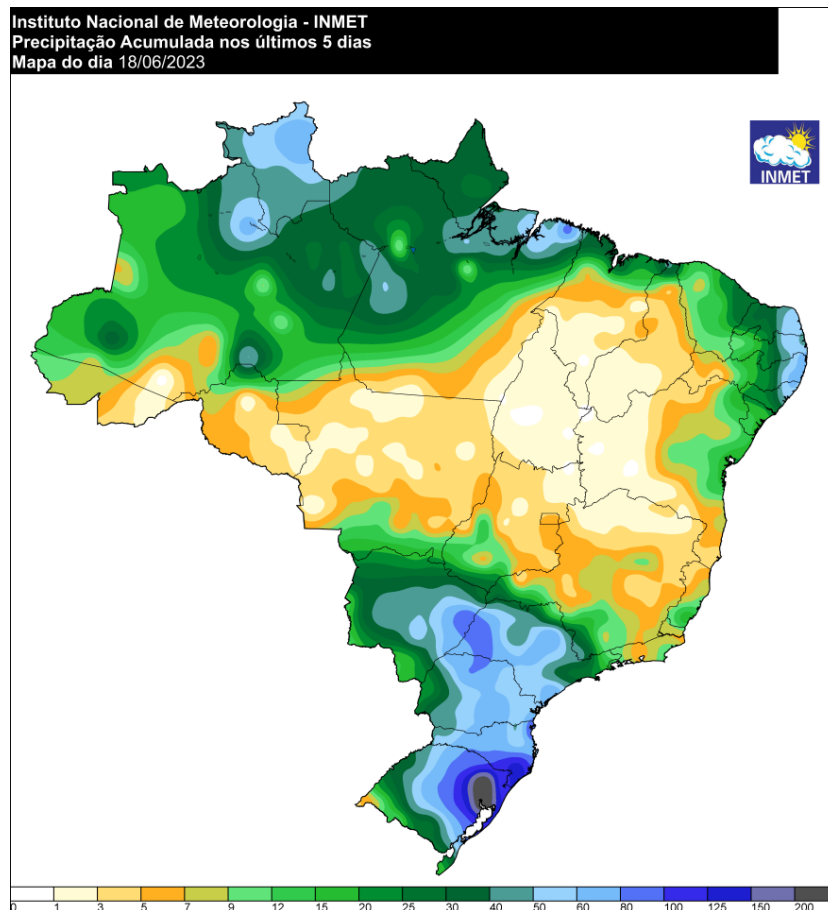 Instituto Nacional de Meteorologia - INMET
Precipitação Acumulada nos últimos 5 dias
Mapa do dia 18/06/2023
INMET
0 1 3 5 7 9 12 15 20 25 30 40 50 60 80 100 125 150 200